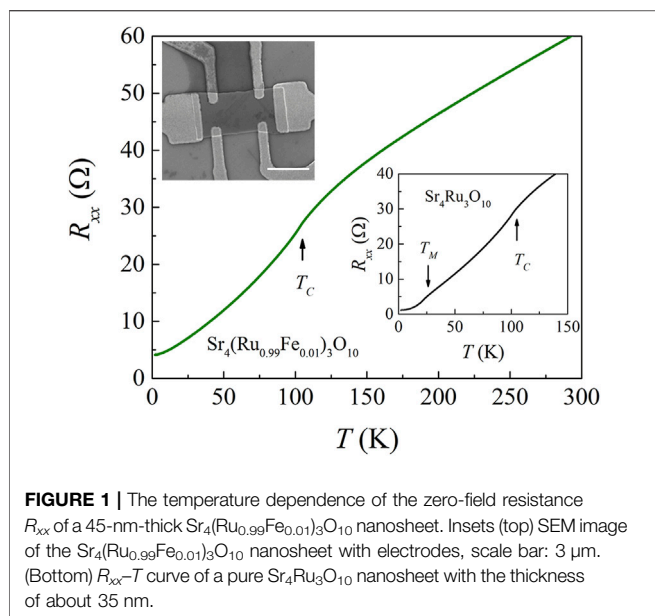 60
50
40
30
20
10
0
R_xx (Ω)
T_C
Sr₄(Ru₀.₉₉Fe₀.₀₁)₃O₁₀
0 50 100 150 200 250 300
T (K)
40
30
20
10
0
R_xx (Ω)
Sr₄Ru₃O₁₀
T_M
T_C
0 50 100 150
T (K)
FIGURE 1 | The temperature dependence of the zero-field resistance
R_xx of a 45-nm-thick Sr₄(Ru₀.₉₉Fe₀.₀₁)₃O₁₀ nanosheet. Insets (top) SEM image
of the Sr₄(Ru₀.₉₉Fe₀.₀₁)₃O₁₀ nanosheet with electrodes, scale bar: 3 μm.
(Bottom) R_xx–T curve of a pure Sr₄Ru₃O₁₀ nanosheet with the thickness
of about 35 nm.